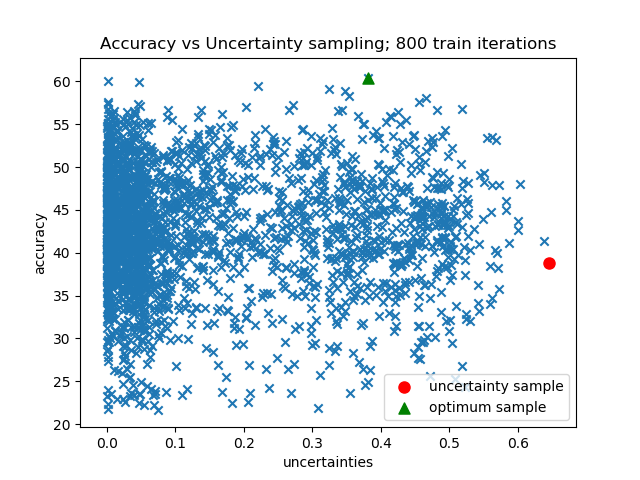 Accuracy vs Uncertainty sampling; 800 train iterations
60
55
50
45
40
35
30
25
20
accuracy
0.0 0.1 0.2 0.3 0.4 0.5 0.6
uncertainties
uncertainty sample
optimum sample